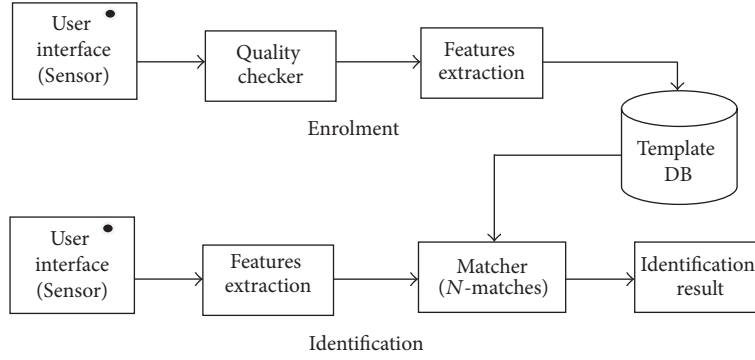 User
interface
(Sensor)
Quality
checker
Features
extraction
Enrolment
Template
DB
User
interface
(Sensor)
Features
extraction
Matcher
(N-matches)
Identification
result
Identification